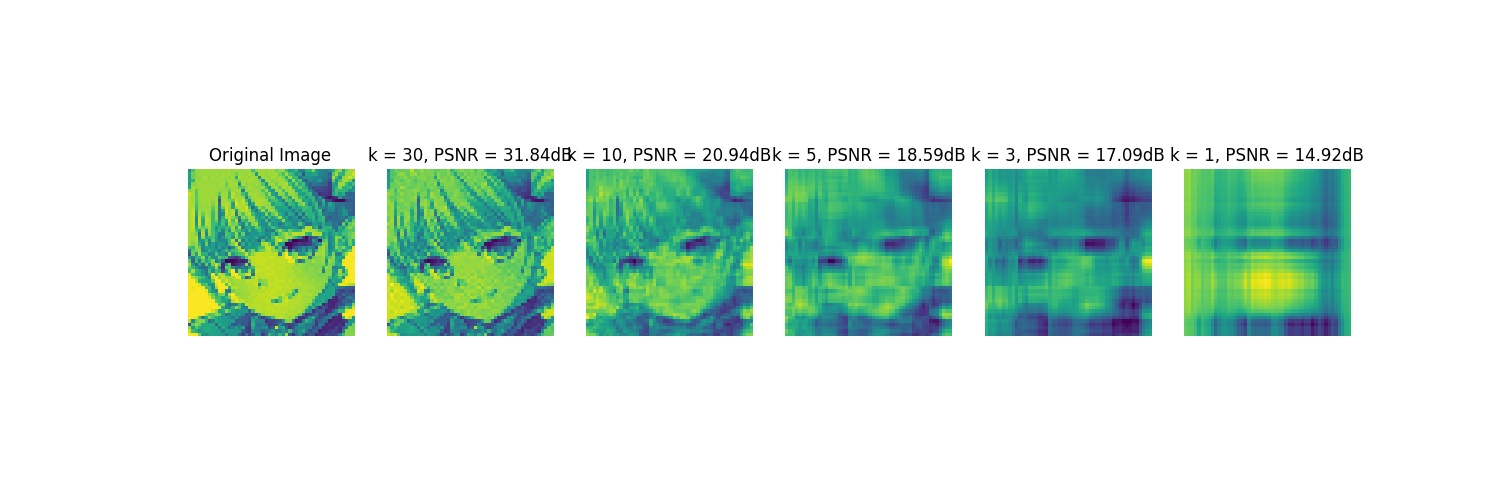 Original Image
k = 30, PSNR = 31.84dB
k = 10, PSNR = 20.94dB
k = 5, PSNR = 18.59dB
k = 3, PSNR = 17.09dB
k = 1, PSNR = 14.92dB